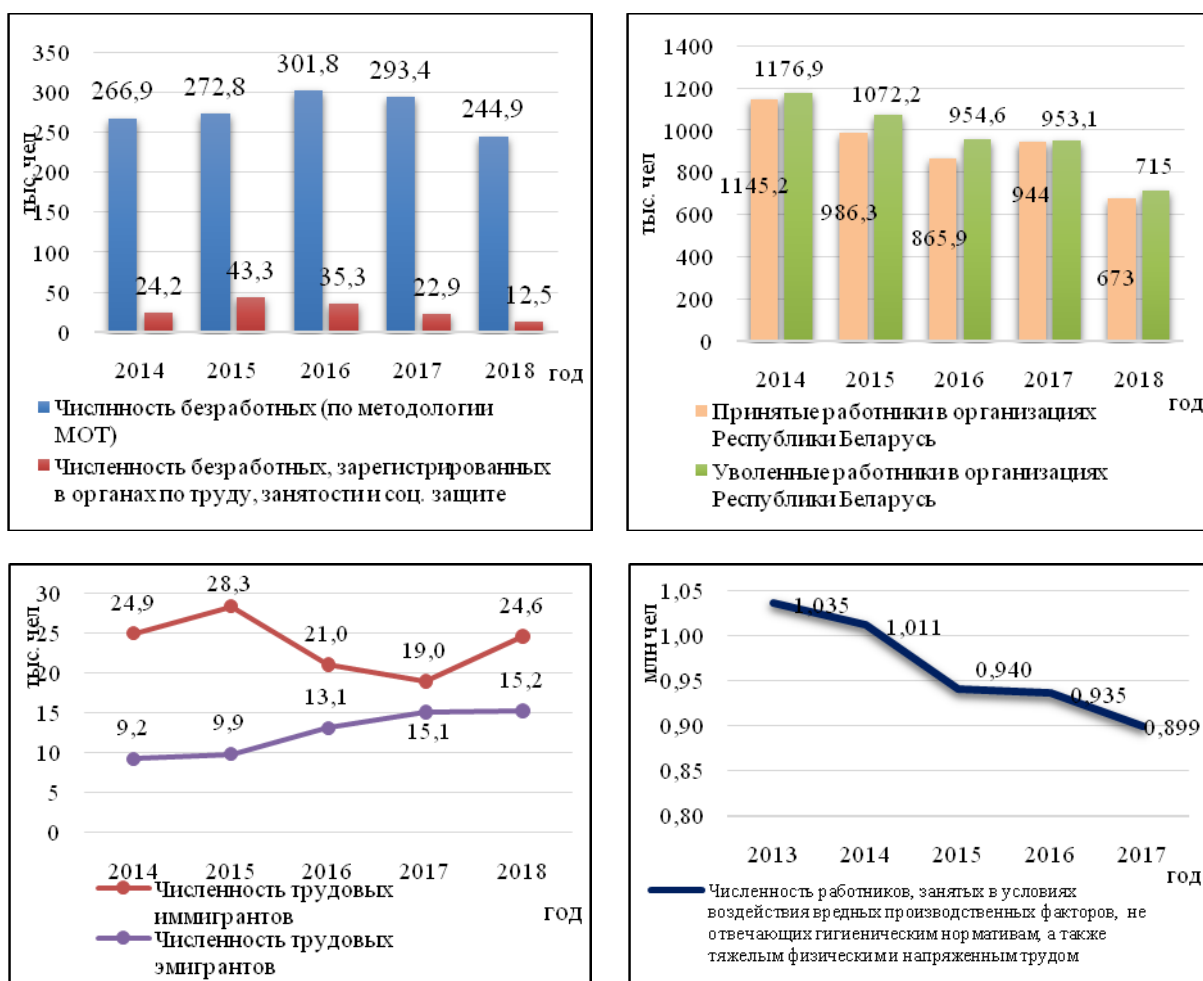 350
300
250
200
150
100
50
0
тыс. чел
266,9
272,8
301,8
293,4
244,9
24,2
43,3
35,3
22,9
12,5
2014 2015 2016 2017 2018 год
Числнность безработных (по методологии
МОТ)
Численность безработных, зарегистрированных
в органах по труду, занятости и соц. защите
1400
1200
1000
800
600
400
200
0
тыс. чел
1176,9
1072,2
954,6
953,1
715
1145,2
986,3
865,9
944
673
2014 2015 2016 2017 2018
год
Принятые работники в организациях
Республики Беларусь
Уволенные работники в организациях
Республики Беларусь
30
25
20
15
10
5
0
тыс. чел
24,9
28,3
21,0
19,0
24,6
9,2
9,9
13,1
15,1
15,2
2014 2015 2016 2017 2018
год
Численность трудовых
иммигрантов
Численность трудовых
эмигрантов
1,05
1,00
0,95
0,90
0,85
0,80
млн чел
1,035
1,011
0,940
0,935
0,899
2013 2014 2015 2016 2017
год
Численность работников, занятых в условиях
воздействия вредных производственных факторов, не
отвечающих гигиеническим нормативам, а также
тяжелым физическим и напряженным трудом